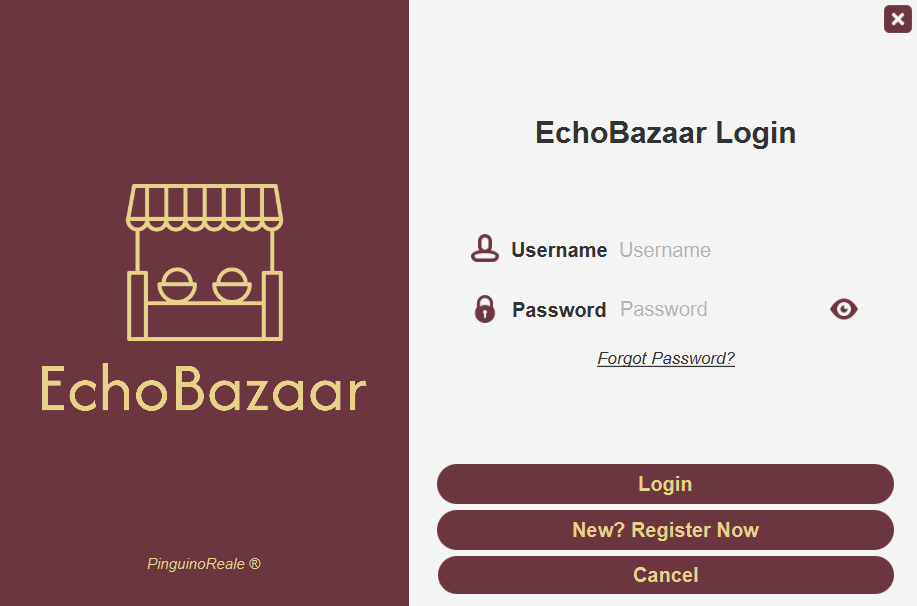 EchoBazaar
PinguinoReale ®
EchoBazaar Login
Username Username
Password Password
Forgot Password?
Login
New? Register Now
Cancel